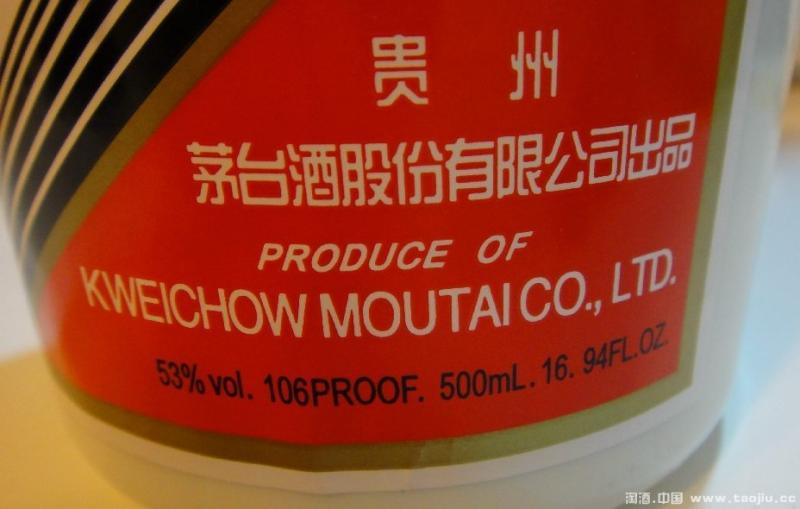 贵 州
茅台酒股份有限公司出品
PRODUCE OF
KWEICHOW MOUTAI CO., LTD.
53% vol. 106PROOF. 500mL. 16. 94FL.OZ.
淘酒.中国 www.taojiu.cc